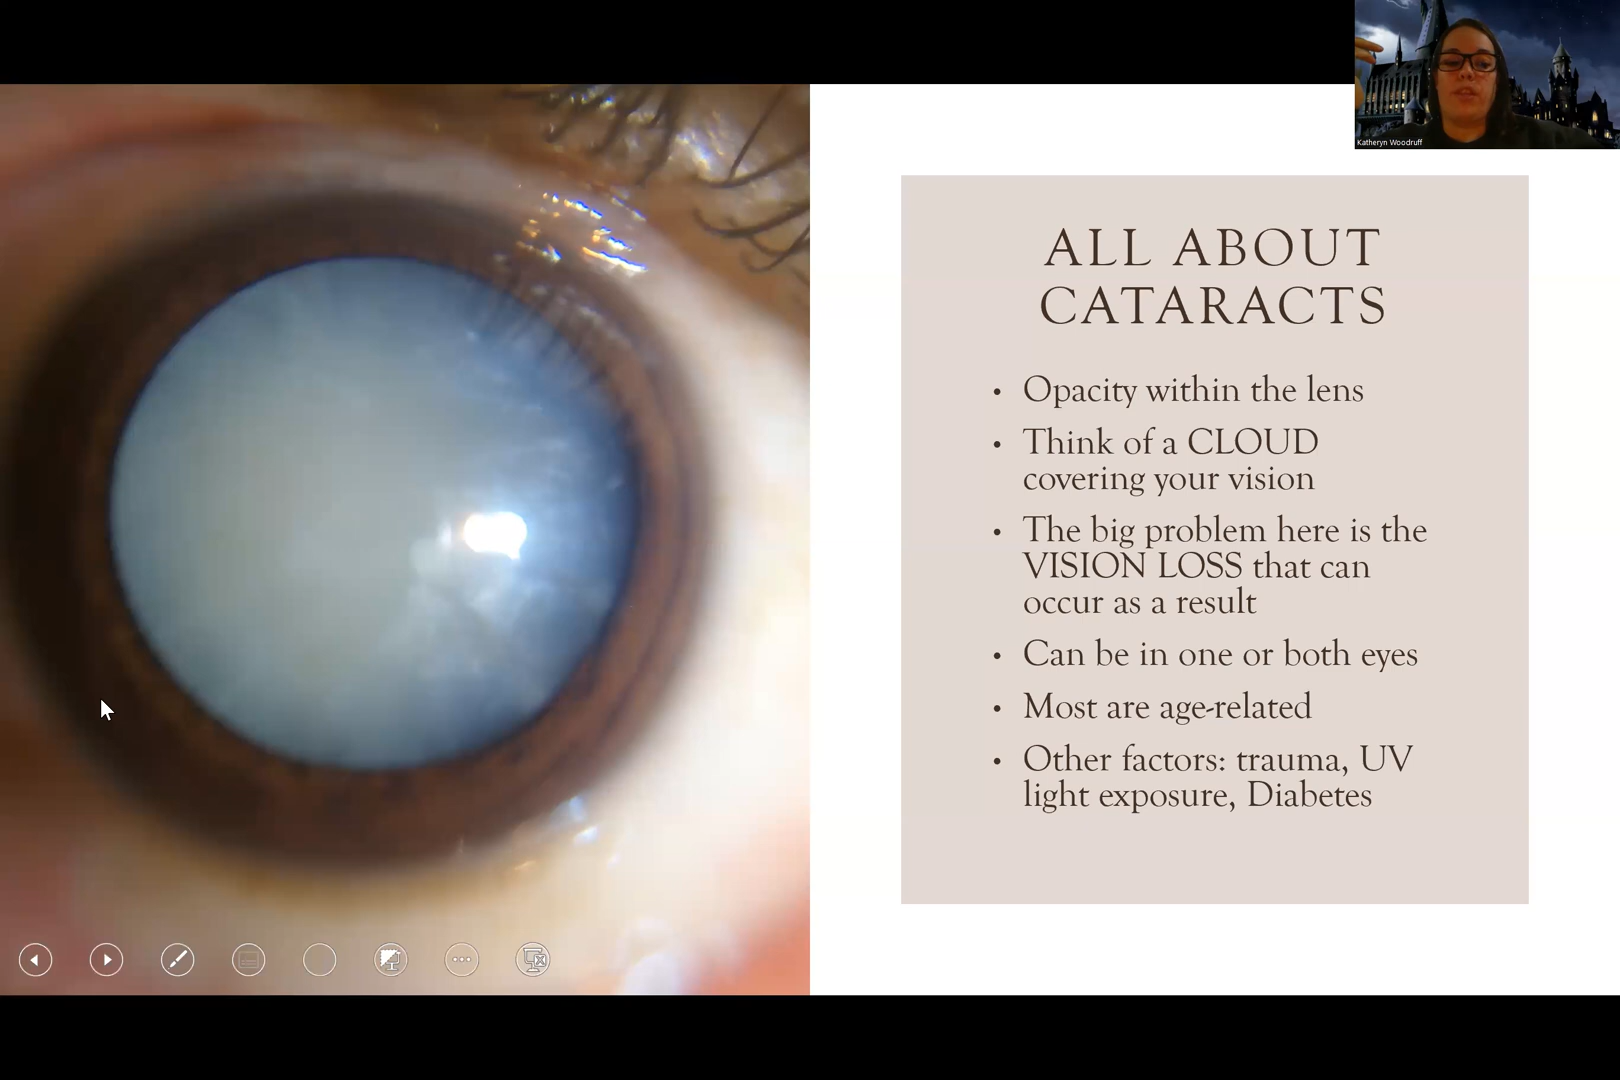 Katheryn Woodruff
ALL ABOUT
CATARACTS
• Opacity within the lens
• Think of a CLOUD
covering your vision
• The big problem here is the
VISION LOSS that can
occur as a result
• Can be in one or both eyes
• Most are age-related
• Other factors: trauma, UV
light exposure, Diabetes